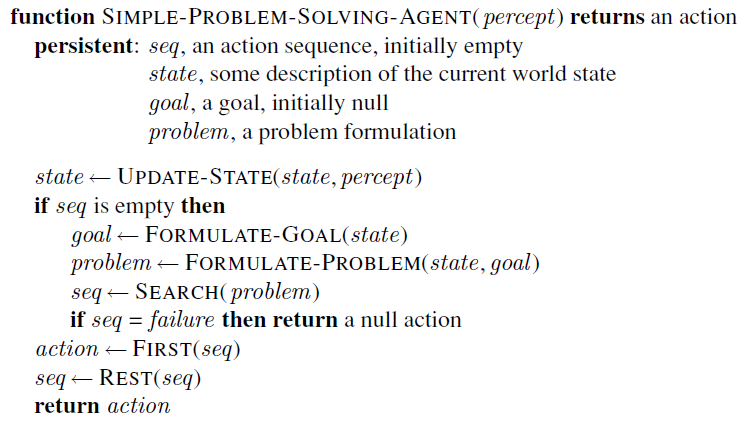 function SIMPLE-PROBLEM-SOLVING-AGENT(percept) returns an action
persistent: seq, an action sequence, initially empty
state, some description of the current world state
goal, a goal, initially null
problem, a problem formulation
state ← UPDATE-STATE(state, percept)
if seq is empty then
goal ← FORMULATE-GOAL(state)
problem ← FORMULATE-PROBLEM(state, goal)
seq ← SEARCH(problem)
if seq = failure then return a null action
action ← FIRST(seq)
seq ← REST(seq)
return action